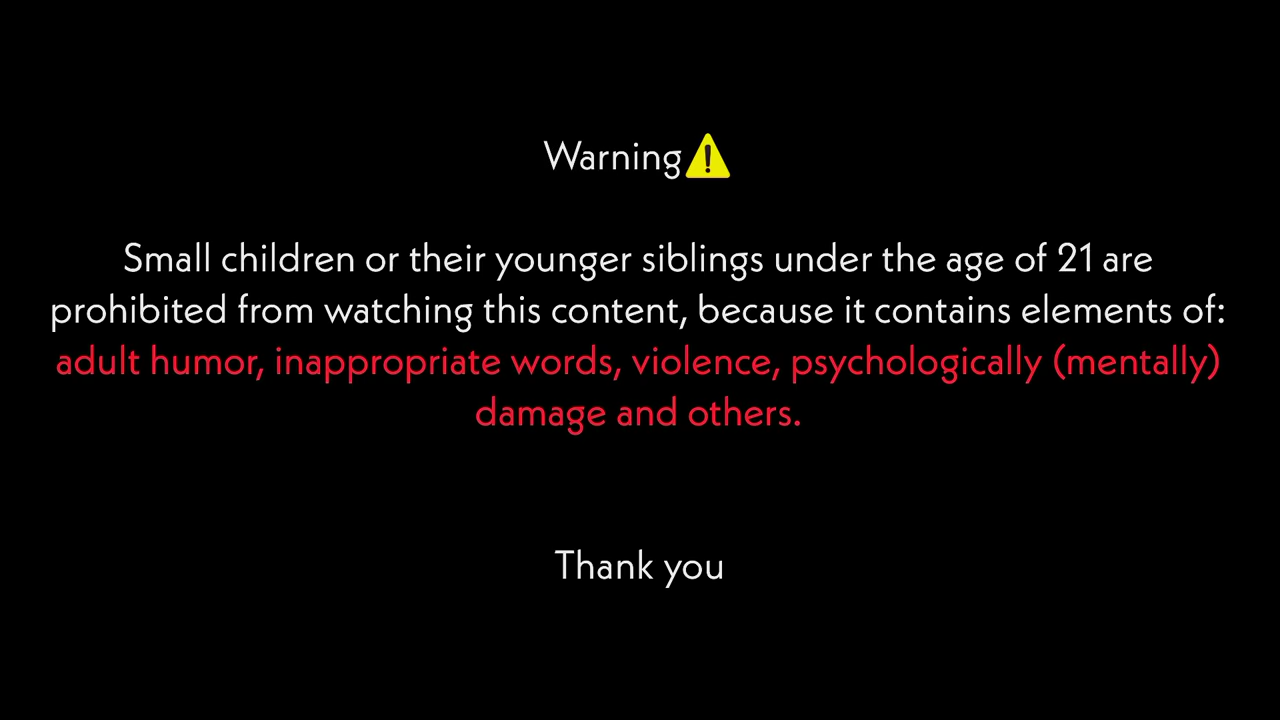 Warning⚠️
Small children or their younger siblings under the age of 21 are
prohibited from watching this content, because it contains elements of:
adult humor, inappropriate words, violence, psychologically (mentally)
damage and others.
Thank you